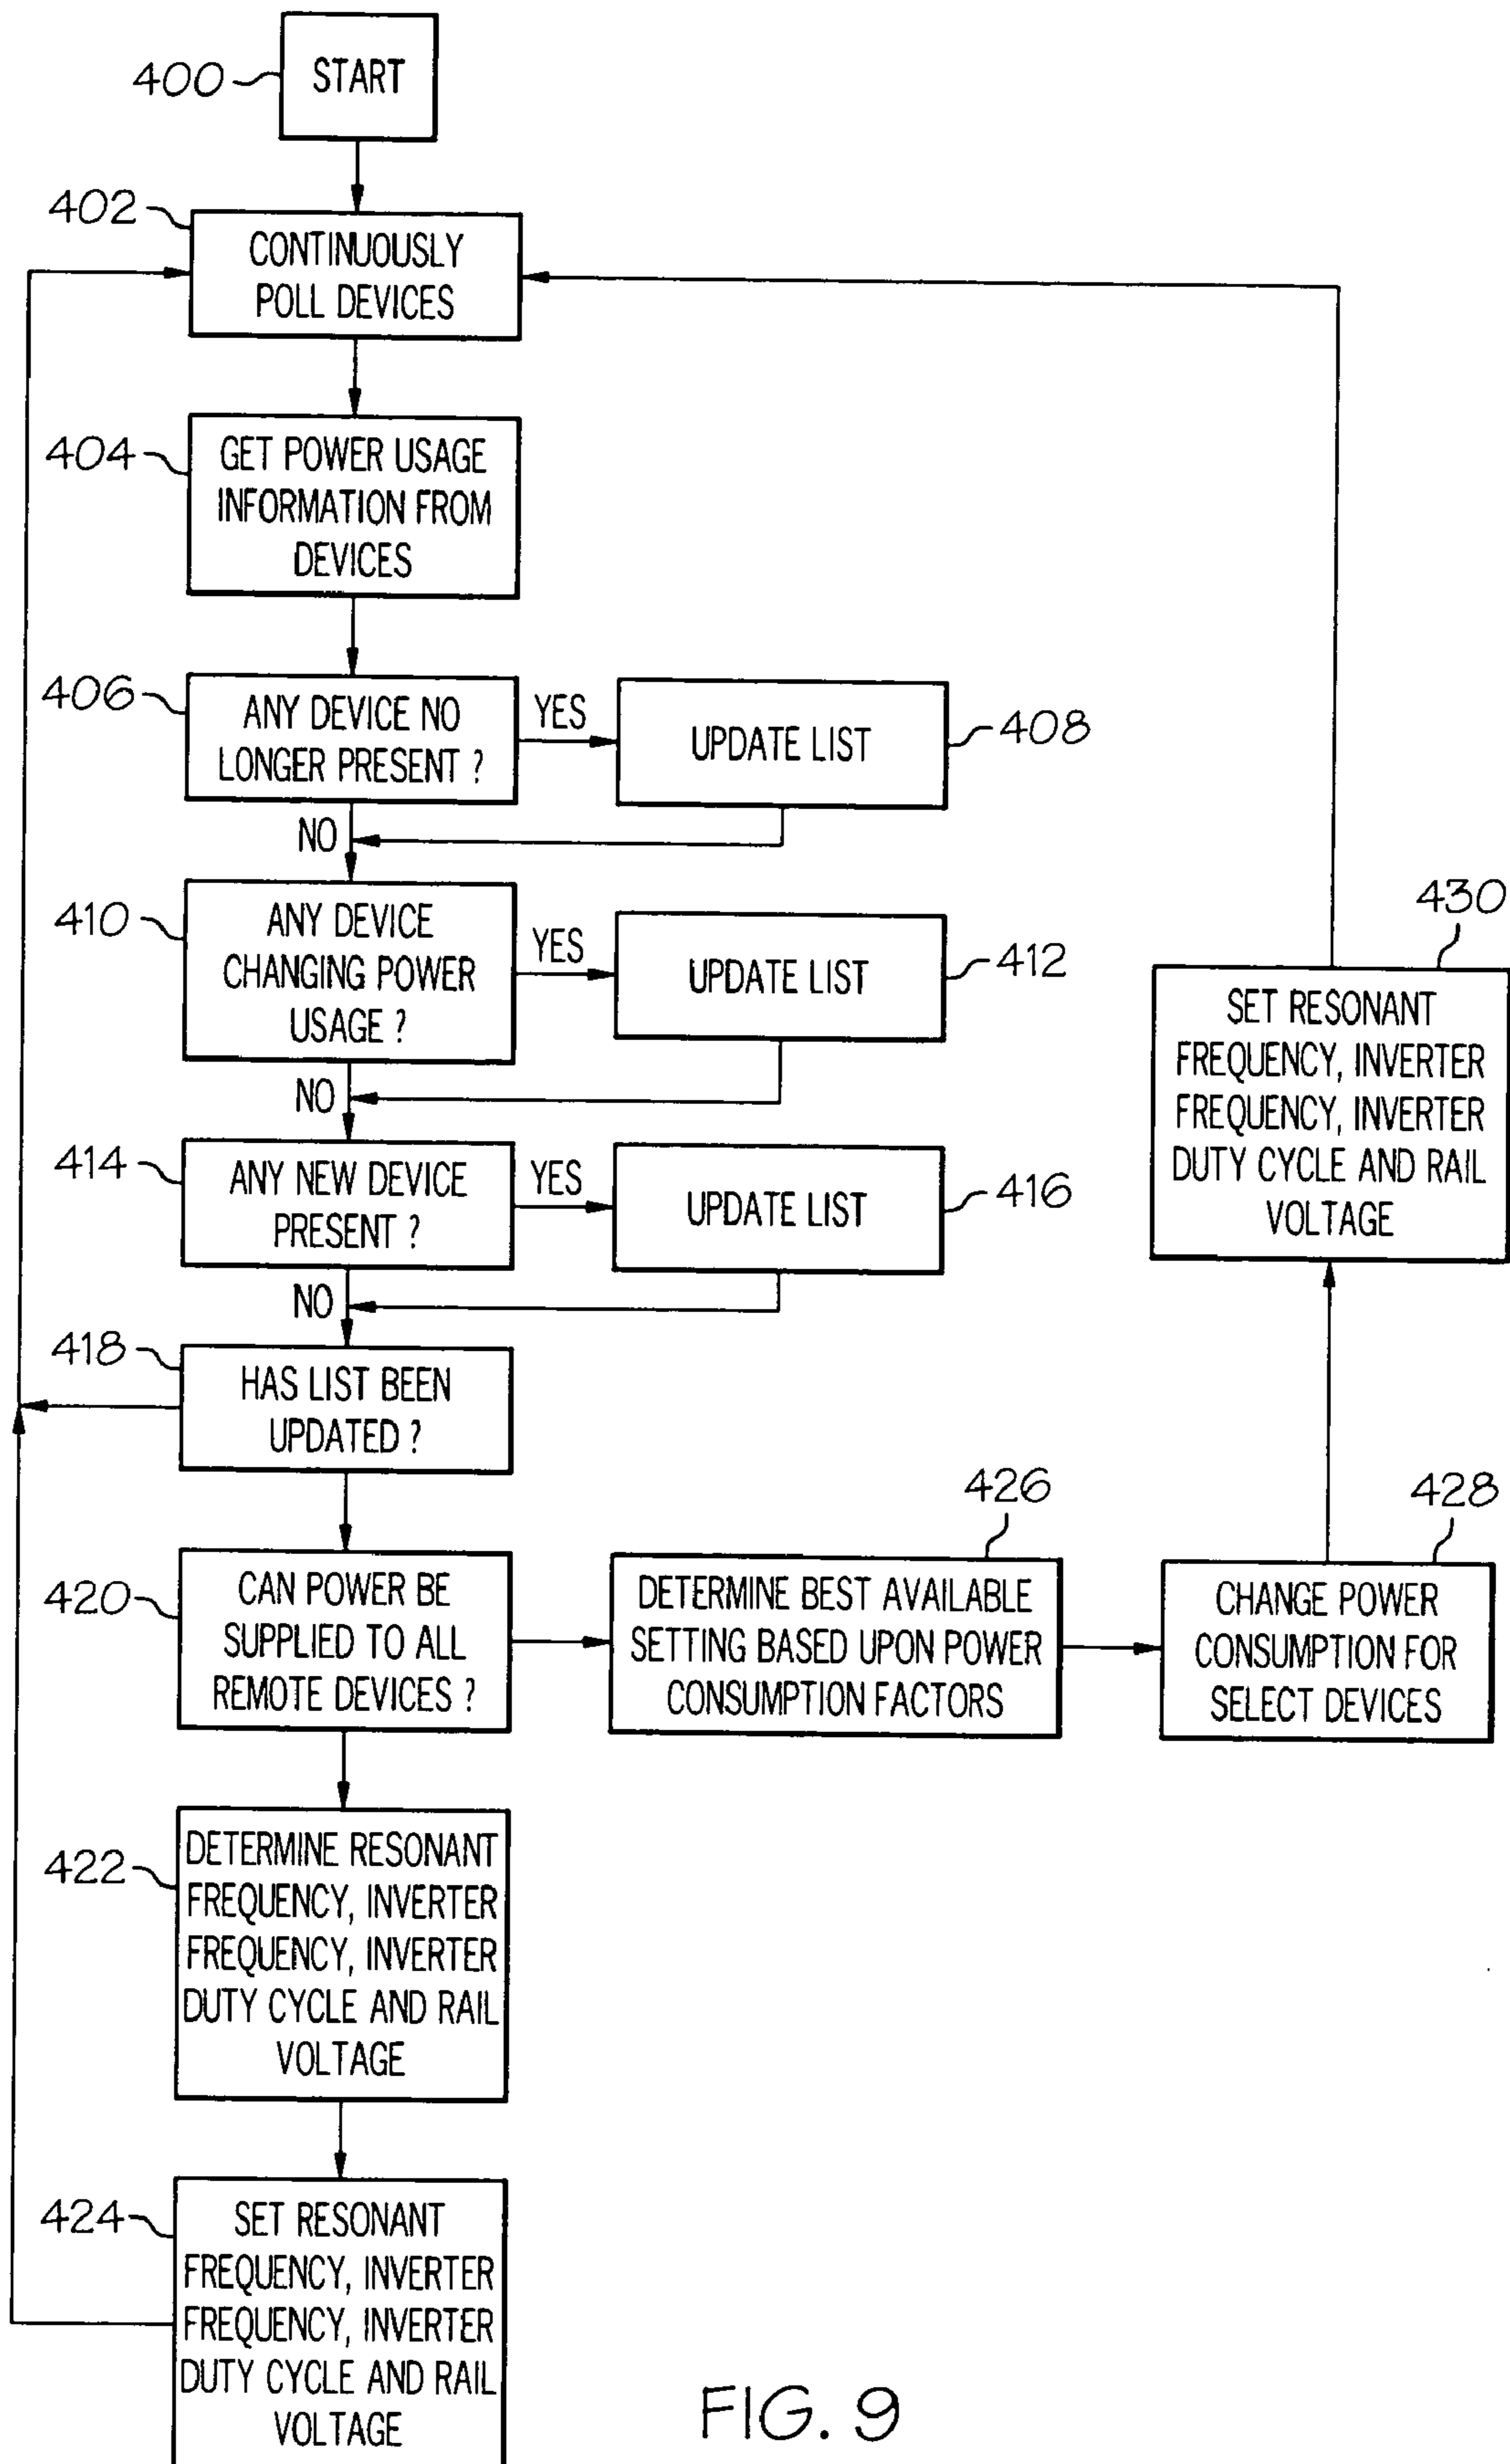 400
START
402
CONTINUOUSLY
POLL DEVICES
404
GET POWER USAGE
INFORMATION FROM
DEVICES
406
ANY DEVICE NO
LONGER PRESENT ?
YES
UPDATE LIST
408
NO
410
ANY DEVICE
CHANGING POWER
USAGE ?
YES
UPDATE LIST
412
NO
414
ANY NEW DEVICE
PRESENT ?
YES
UPDATE LIST
416
NO
418
HAS LIST BEEN
UPDATED ?
420
CAN POWER BE
SUPPLIED TO ALL
REMOTE DEVICES ?
426
DETERMINE BEST AVAILABLE
SETTING BASED UPON POWER
CONSUMPTION FACTORS
428
CHANGE POWER
CONSUMPTION FOR
SELECT DEVICES
430
SET RESONANT
FREQUENCY, INVERTER
FREQUENCY, INVERTER
DUTY CYCLE AND RAIL
VOLTAGE
422
DETERMINE RESONANT
FREQUENCY, INVERTER
FREQUENCY, INVERTER
DUTY CYCLE AND RAIL
VOLTAGE
424
SET RESONANT
FREQUENCY, INVERTER
FREQUENCY, INVERTER
DUTY CYCLE AND RAIL
VOLTAGE
FIG. 9